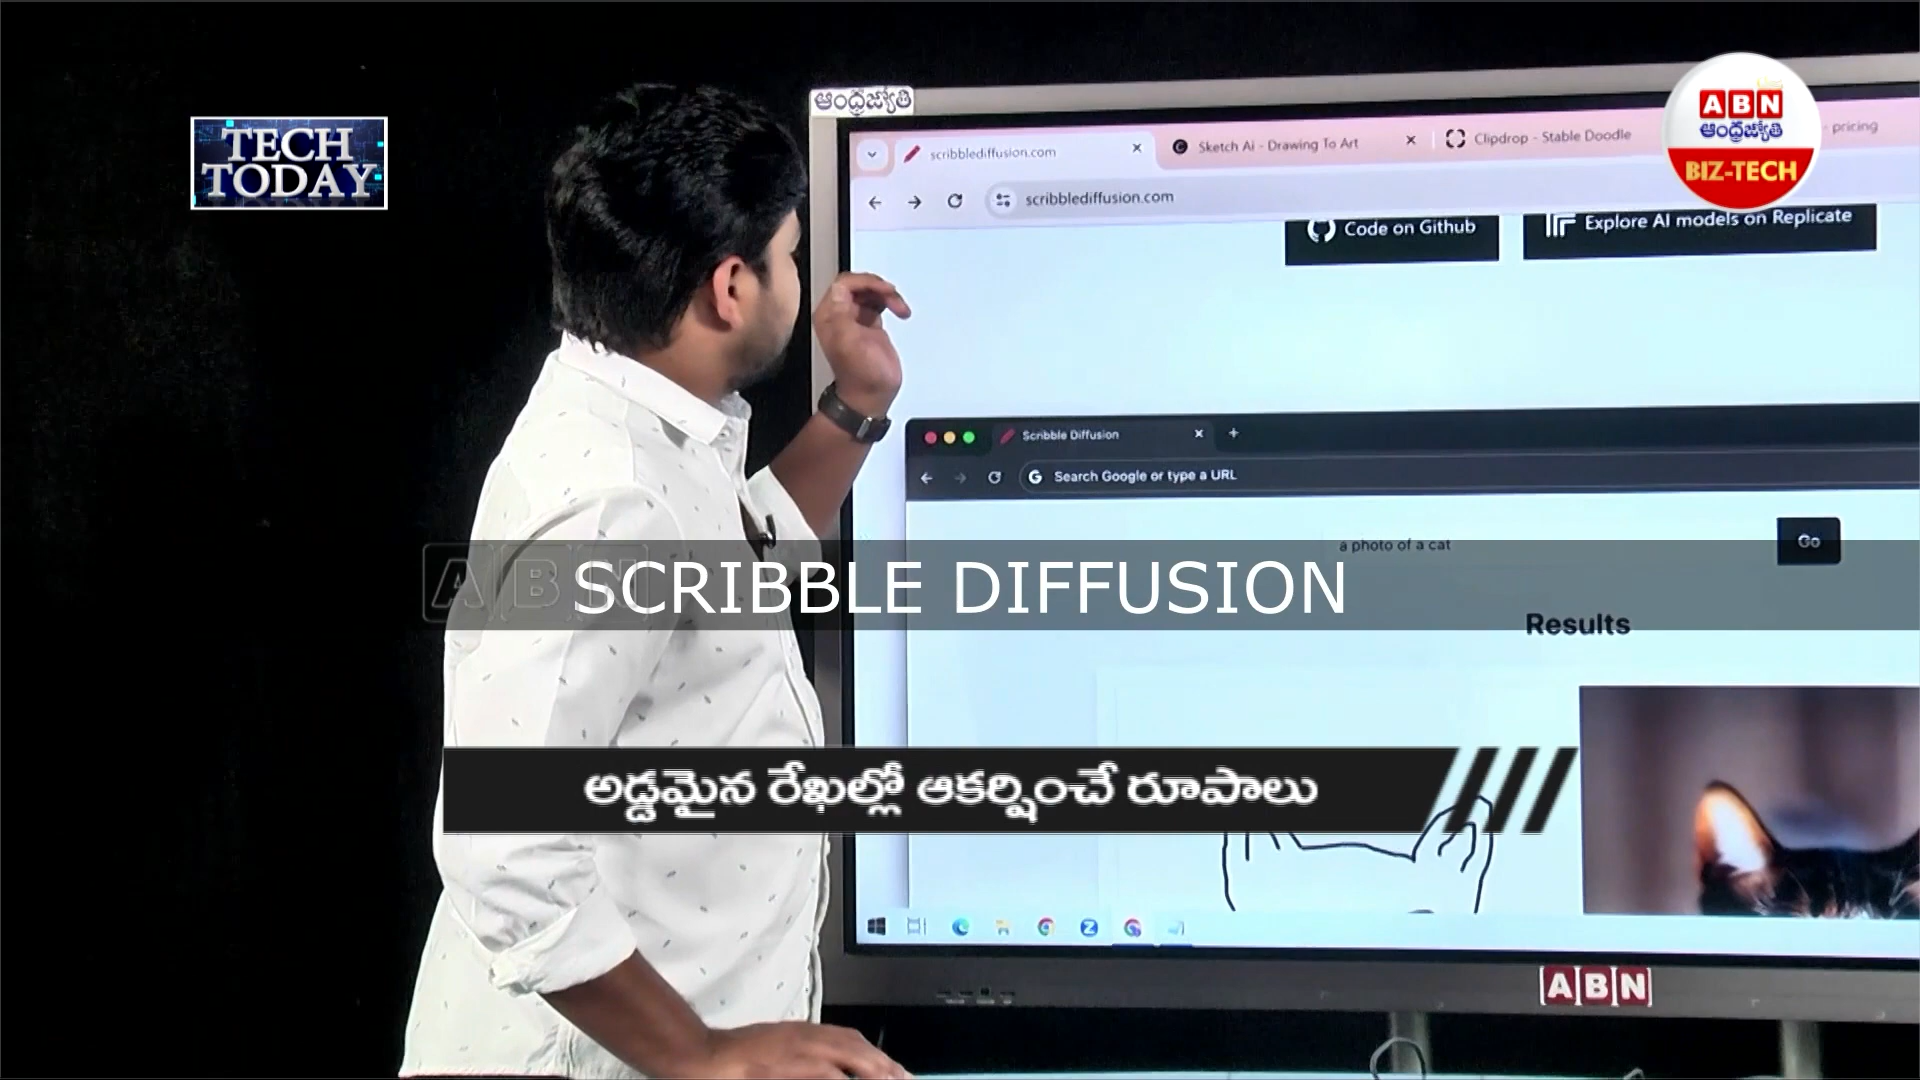 TECH
TODAY
ఆంధ్రజ్యోతి
ABN
ఆంధ్రజ్యోతి
BIZ-TECH
scribblediffusion.com
Sketch Ai - Drawing To Art
Clipdrop - Stable Doodle
- pricing
scribblediffusion.com
Code on Github
Explore AI models on Replicate
Scribble Diffusion
Search Google or type a URL
a photo of a cat
Go
ABN
SCRIBBLE DIFFUSION
Results
అడ్డమైన రేఖల్లో ఆకర్షించే రూపాలు
ABN